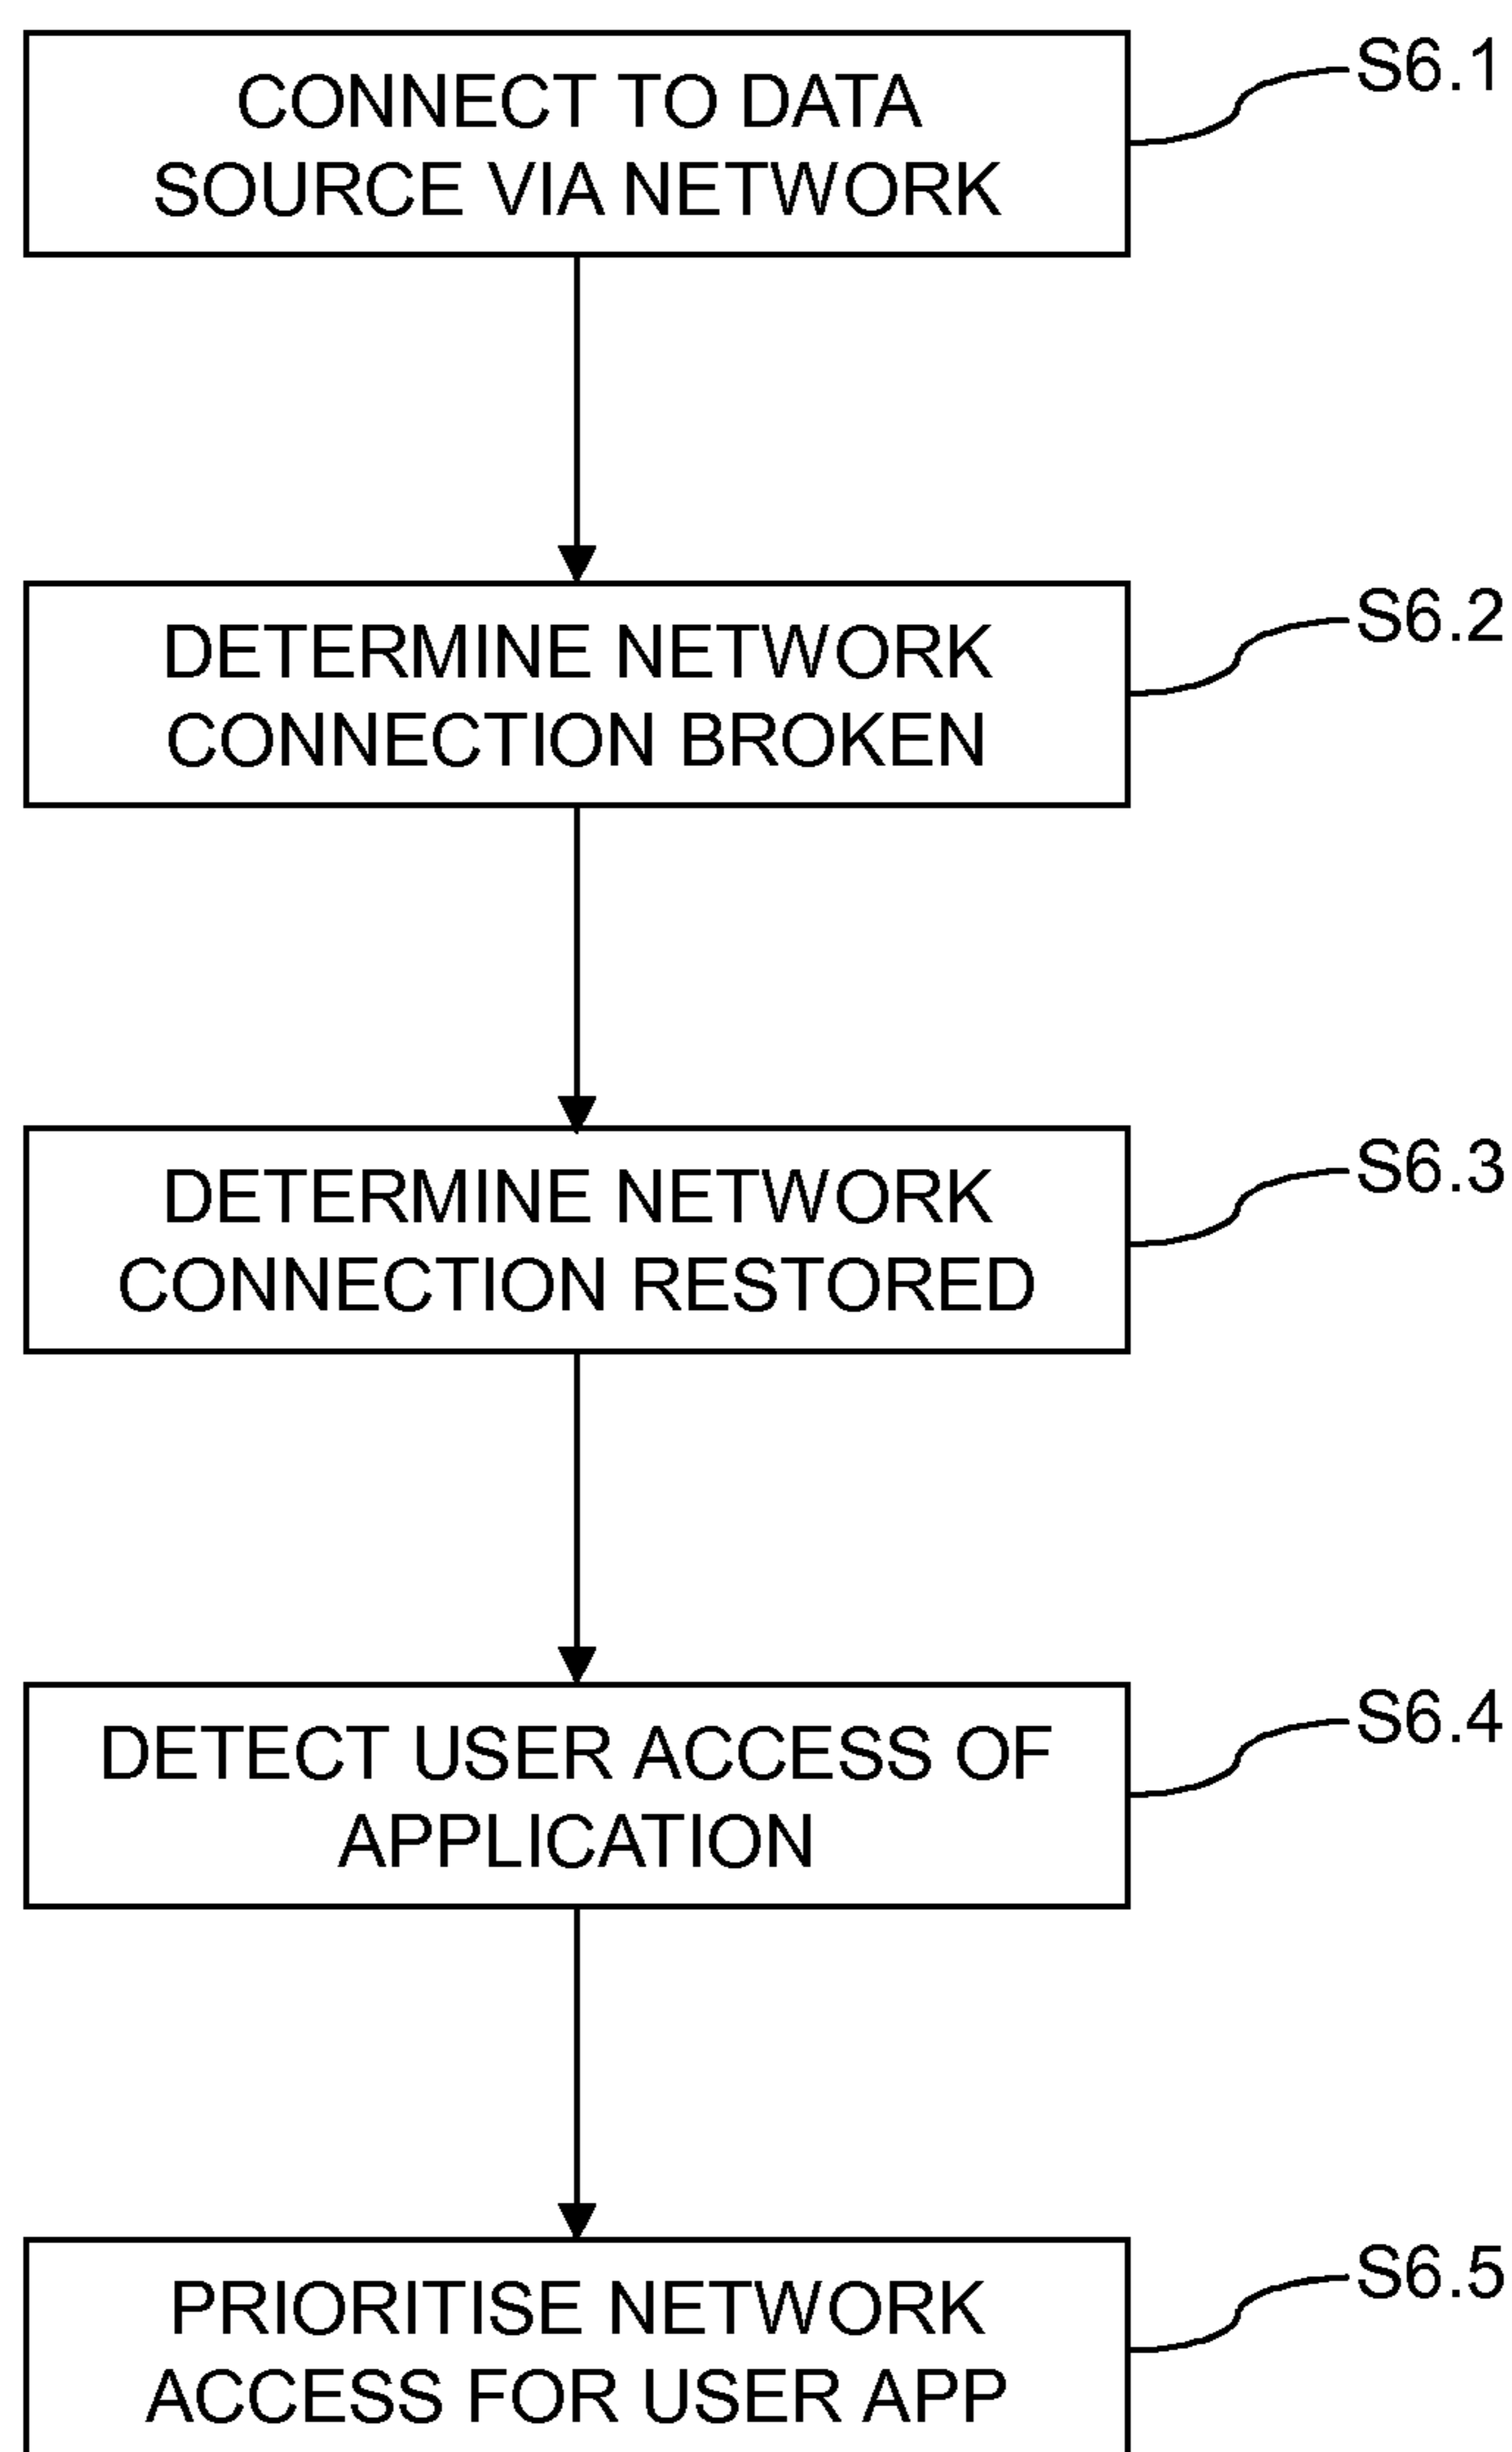 CONNECT TO DATA
SOURCE VIA NETWORK
S6.1
DETERMINE NETWORK
CONNECTION BROKEN
S6.2
DETERMINE NETWORK
CONNECTION RESTORED
S6.3
DETECT USER ACCESS OF
APPLICATION
S6.4
PRIORITISE NETWORK
ACCESS FOR USER APP
S6.5